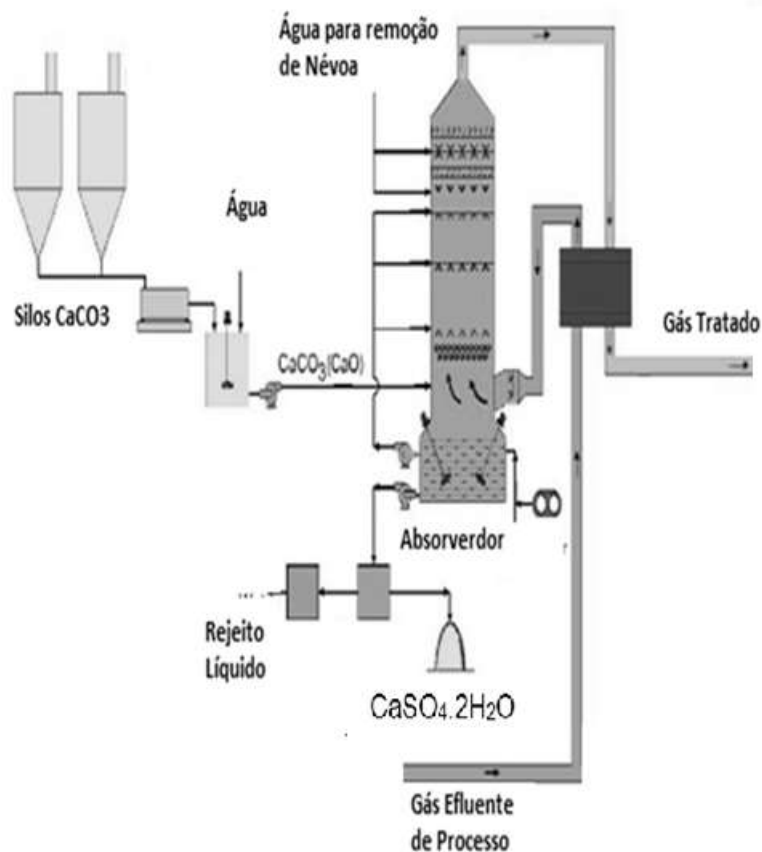 Água para remoção
de Névoa
Água
Silos CaCO3
CaCO₃(CaO)
Gás Tratado
Absorverdor
Rejeito
Líquido
CaSO₄.2H₂O
Gás Efluente
de Processo